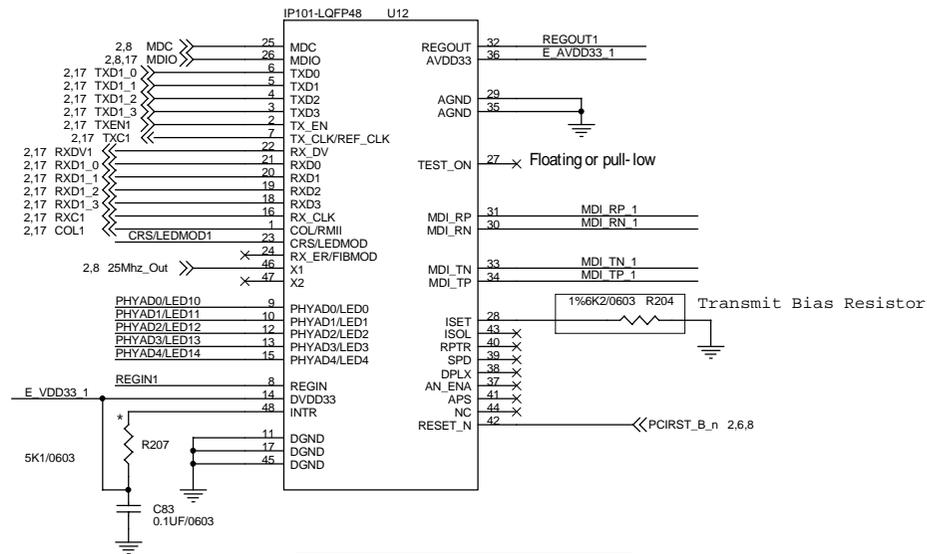 IP101-LQFP48 U12
2,8 MDC 25 MDC
2,8,17 MDIO 26 MDIO
2,17 TXD1_0 6 TXD0
2,17 TXD1_1 5 TXD1
2,17 TXD1_2 4 TXD2
2,17 TXD1_3 3 TXD3
2,17 TXEN1 2 TX_EN
2,17 TXC1 7 TX_CLK/REF_CLK
2,17 RXDV1 22 RX_DV
2,17 RXD1_0 21 RXD0
2,17 RXD1_1 20 RXD1
2,17 RXD1_2 19 RXD2
2,17 RXD1_3 18 RXD3
2,17 RXC1 16 RX_CLK
2,17 COL1 1 COL/RMII
CRS/LEDMOD1 23 CRS/LEDMOD
24 RX_ER/FIBMOD
2,8 25Mhz_Out 46 X1
47 X2
PHYAD0/LED10 9 PHYAD0/LED0
PHYAD1/LED11 10 PHYAD1/LED1
PHYAD2/LED12 12 PHYAD2/LED2
PHYAD3/LED13 13 PHYAD3/LED3
PHYAD4/LED14 15 PHYAD4/LED4
REGIN1 8 REGIN
E_VDD33_1 14 DVDD33
48 INTR
* R207
5K1/0603
11 DGND
17 DGND
45 DGND
C83
0.1UF/0603
REGOUT 32 REGOUT1
AVDD33 36 E_AVDD33_1
AGND 29
AGND 35
TEST_ON 27 Floating or pull-low
MDI_RP 31 MDI_RP_1
MDI_RN 30 MDI_RN_1
MDI_TN 33 MDI_TN_1
MDI_TP 34 MDI_TP_1
1%6K2/0603 R204 Transmit Bias Resistor
ISET 28
ISOL 43
RPTR 40
SPD 39
DPLX 38
AN_ENA 37
APS 41
NC 44
RESET_N 42 PCIRST_B_n 2,6,8